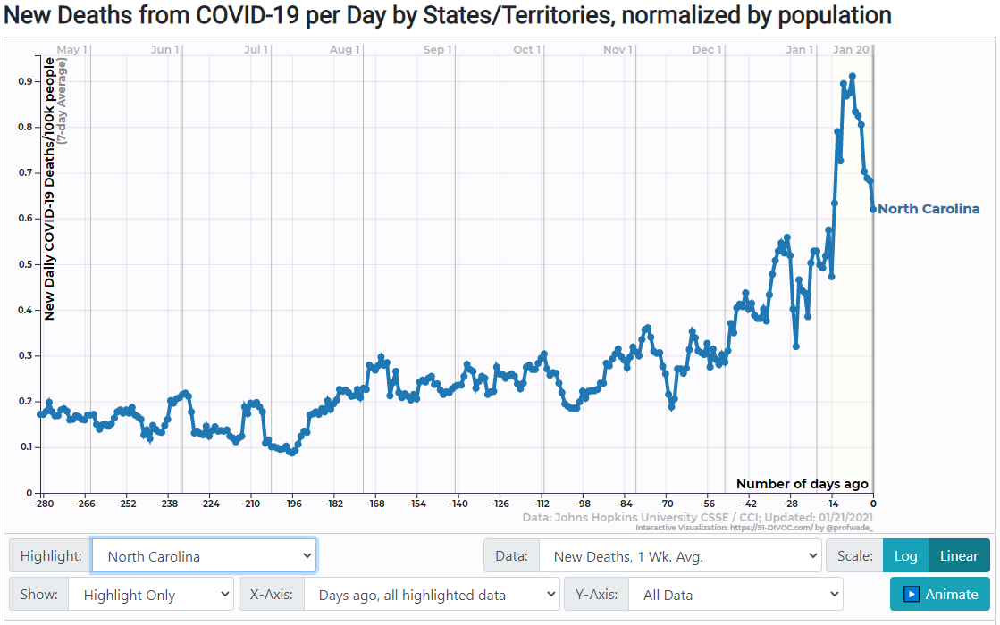 New Deaths from COVID-19 per Day by States/Territories, normalized by population
May 1 Jun 1 Jul 1 Aug 1 Sep 1 Oct 1 Nov 1 Dec 1 Jan 1 Jan 20
New Daily COVID-19 Deaths/100k people
(7-day Average)
0.9
0.8
0.7
0.6
0.5
0.4
0.3
0.2
0.1
0
North Carolina
Number of days ago
-280 -266 -252 -238 -224 -210 -196 -182 -168 -154 -140 -126 -112 -98 -84 -70 -56 -42 -28 -14 0
Data: Johns Hopkins University CSSE / CCI; Updated: 01/21/2021
Interactive Visualization: https://91-DIVOC.com/ by @profwade_
Highlight: North Carolina Data: New Deaths, 1 Wk. Avg. Scale: Log Linear
Show: Highlight Only X-Axis: Days ago, all highlighted data Y-Axis: All Data Animate